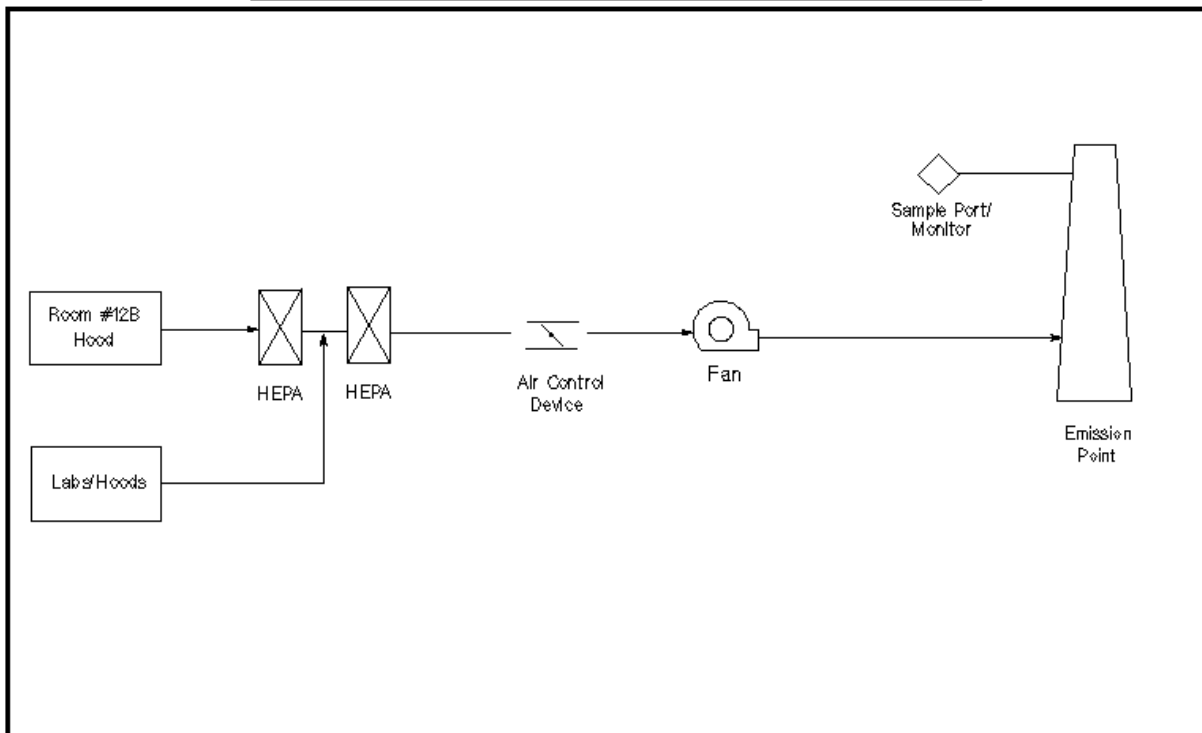 Sample Port/
Monitor
Room #12B
Hood
HEPA
HEPA
Air Control
Device
Fan
Labs/Hoods
Emission
Point